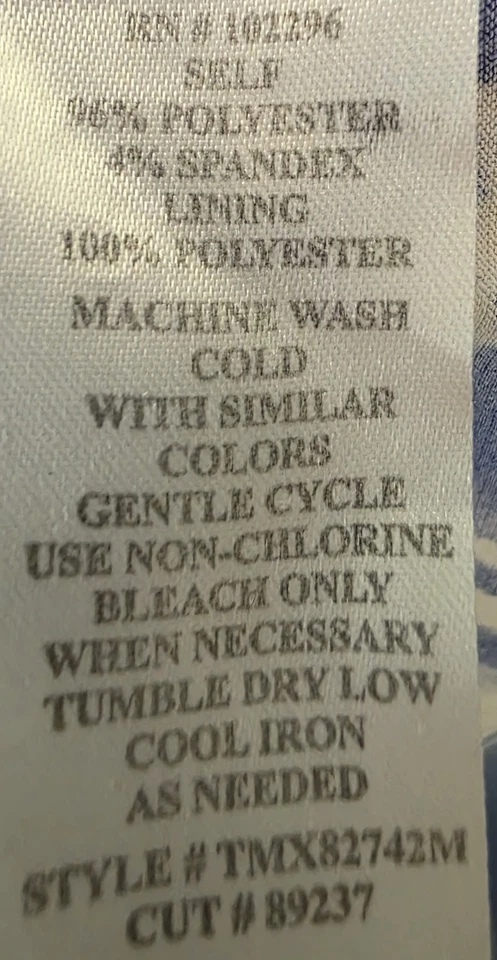 RN # 102296
SELF
96% POLYESTER
4% SPANDEX
LINING
100% POLYESTER
MACHINE WASH
COLD
WITH SIMILAR
COLORS
GENTLE CYCLE
USE NON-CHLORINE
BLEACH ONLY
WHEN NECESSARY
TUMBLE DRY LOW
COOL IRON
AS NEEDED
STYLE # TMX82742M
CUT # 89237